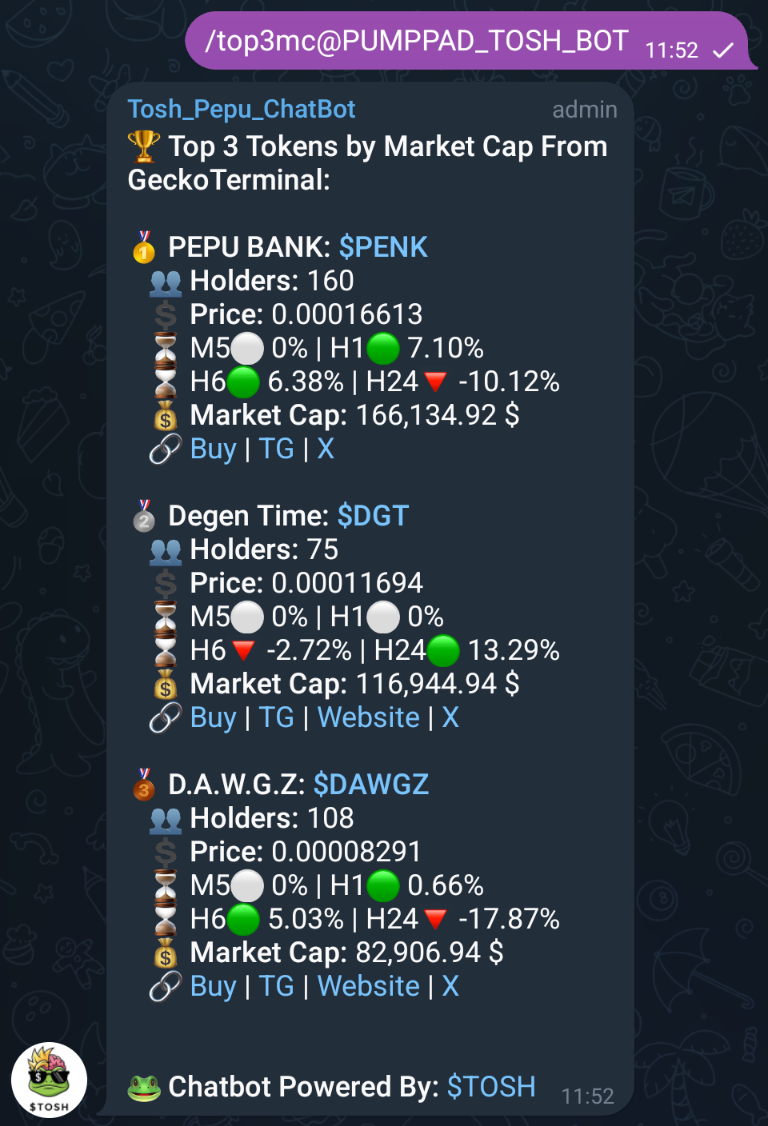 /top3mc@PUMPPAD_TOSH_BOT 11:52
Tosh_Pepu_ChatBot admin
🏆 Top 3 Tokens by Market Cap From
GeckoTerminal:
🥇 PEPU BANK: $PENK
👥 Holders: 160
💲 Price: 0.00016613
⏳ M5⚪ 0% | H1🟢 7.10%
⏳ H6🟢 6.38% | H24🔻 -10.12%
💰 Market Cap: 166,134.92 $
🔗 Buy | TG | X
🥈 Degen Time: $DGT
👥 Holders: 75
💲 Price: 0.00011694
⏳ M5⚪ 0% | H1⚪ 0%
⏳ H6🔻 -2.72% | H24🟢 13.29%
💰 Market Cap: 116,944.94 $
🔗 Buy | TG | Website | X
🥉 D.A.W.G.Z: $DAWGZ
👥 Holders: 108
💲 Price: 0.00008291
⏳ M5⚪ 0% | H1🟢 0.66%
⏳ H6🟢 5.03% | H24🔻 -17.87%
💰 Market Cap: 82,906.94 $
🔗 Buy | TG | Website | X
🐸 Chatbot Powered By: $TOSH 11:52
$TOSH